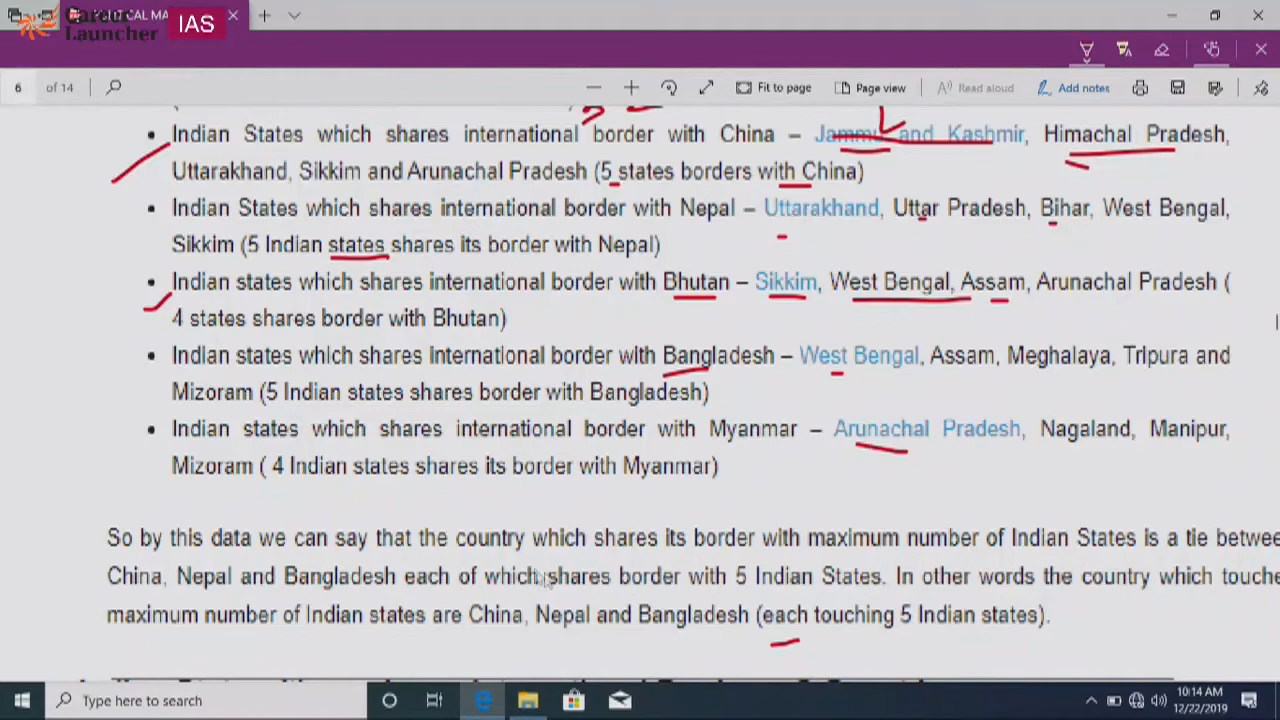 Career
Launcher
IAS
6 of 14
Fit to page
Page view
Read aloud
Add notes
• Indian States which shares international border with China – Jammu and Kashmir, Himachal Pradesh,
Uttarakhand, Sikkim and Arunachal Pradesh (5 states borders with China)
• Indian States which shares international border with Nepal – Uttarakhand, Uttar Pradesh, Bihar, West Bengal,
Sikkim (5 Indian states shares its border with Nepal)
• Indian states which shares international border with Bhutan – Sikkim, West Bengal, Assam, Arunachal Pradesh (
4 states shares border with Bhutan)
• Indian states which shares international border with Bangladesh – West Bengal, Assam, Meghalaya, Tripura and
Mizoram (5 Indian states shares border with Bangladesh)
• Indian states which shares international border with Myanmar – Arunachal Pradesh, Nagaland, Manipur,
Mizoram ( 4 Indian states shares its border with Myanmar)
So by this data we can say that the country which shares its border with maximum number of Indian States is a tie betwee
China, Nepal and Bangladesh each of which shares border with 5 Indian States. In other words the country which touche
maximum number of Indian states are China, Nepal and Bangladesh (each touching 5 Indian states).
Type here to search
10:14 AM
12/22/2019